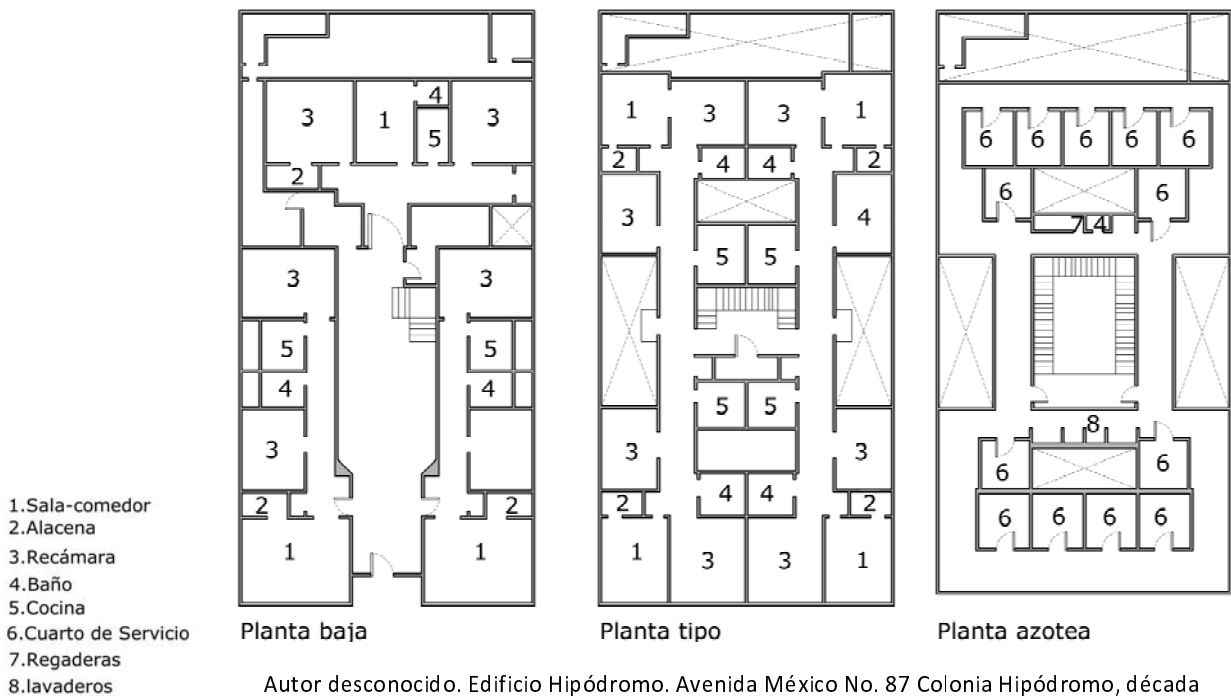 4
3 1 3
5
2
3 3
5 5
4 4
3
2 2
1 1
Planta baja
1 3 3 1
2 4 4 2
3 4
5 5
5 5
3 3
4 4
2 2
1 3 3 1
Planta tipo
6 6 6 6 6
6 6
7 4
8
6 6
6 6 6 6
Planta azotea
1.Sala-comedor
2.Alacena
3.Recámara
4.Baño
5.Cocina
6.Cuarto de Servicio
7.Regaderas
8.lavaderos
Autor desconocido. Edificio Hipódromo. Avenida México No. 87 Colonia Hipódromo, década